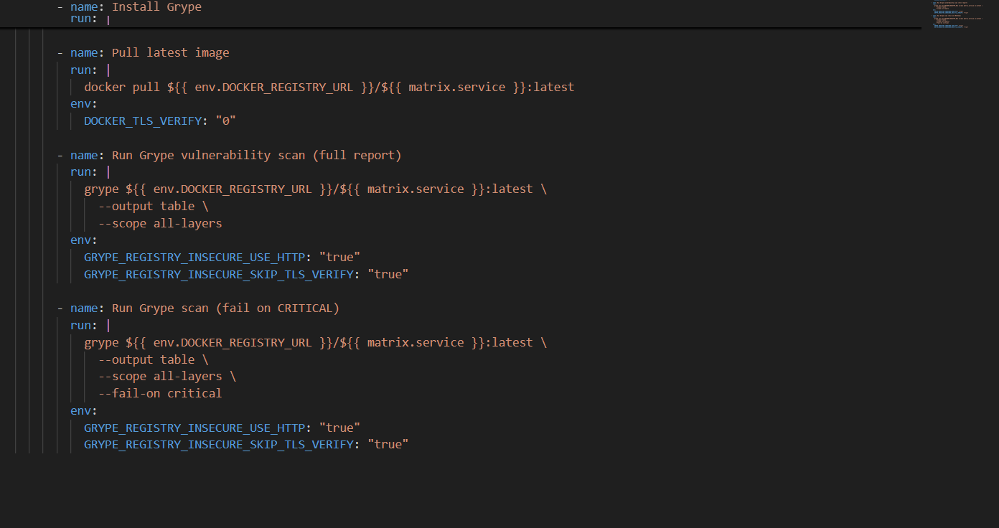 - name: Install Grype
run: |
- name: Pull latest image
run: |
docker pull ${{ env.DOCKER_REGISTRY_URL }}/${{ matrix.service }}:latest
env:
DOCKER_TLS_VERIFY: "0"
- name: Run Grype vulnerability scan (full report)
run: |
grype ${{ env.DOCKER_REGISTRY_URL }}/${{ matrix.service }}:latest \
--output table \
--scope all-layers
env:
GRYPE_REGISTRY_INSECURE_USE_HTTP: "true"
GRYPE_REGISTRY_INSECURE_SKIP_TLS_VERIFY: "true"
- name: Run Grype scan (fail on CRITICAL)
run: |
grype ${{ env.DOCKER_REGISTRY_URL }}/${{ matrix.service }}:latest \
--output table \
--scope all-layers \
--fail-on critical
env:
GRYPE_REGISTRY_INSECURE_USE_HTTP: "true"
GRYPE_REGISTRY_INSECURE_SKIP_TLS_VERIFY: "true"